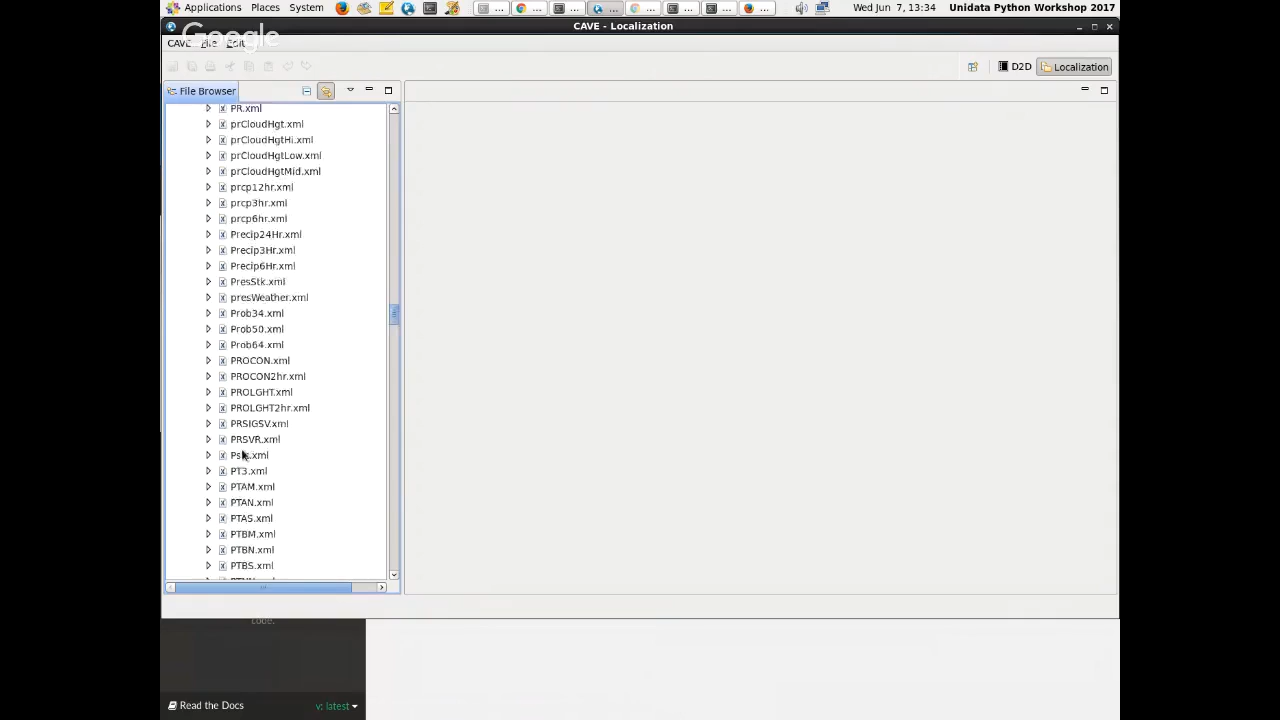 Applications Places System Wed Jun 7, 13:34 Unidata Python Workshop 2017
CAVE - Localization
Google
CAVE File Edit
D2D Localization
File Browser
PR.xml
prCloudHgt.xml
prCloudHgtHi.xml
prCloudHgtLow.xml
prCloudHgtMid.xml
prcp12hr.xml
prcp3hr.xml
prcp6hr.xml
Precip24Hr.xml
Precip3Hr.xml
Precip6Hr.xml
PresStk.xml
presWeather.xml
Prob34.xml
Prob50.xml
Prob64.xml
PROCON.xml
PROCON2hr.xml
PROLGHT.xml
PROLGHT2hr.xml
PRSIGSV.xml
PRSVR.xml
PT3.xml
PTAM.xml
PTAN.xml
PTAS.xml
PTBM.xml
PTBN.xml
PTBS.xml
code.
Read the Docs v: latest